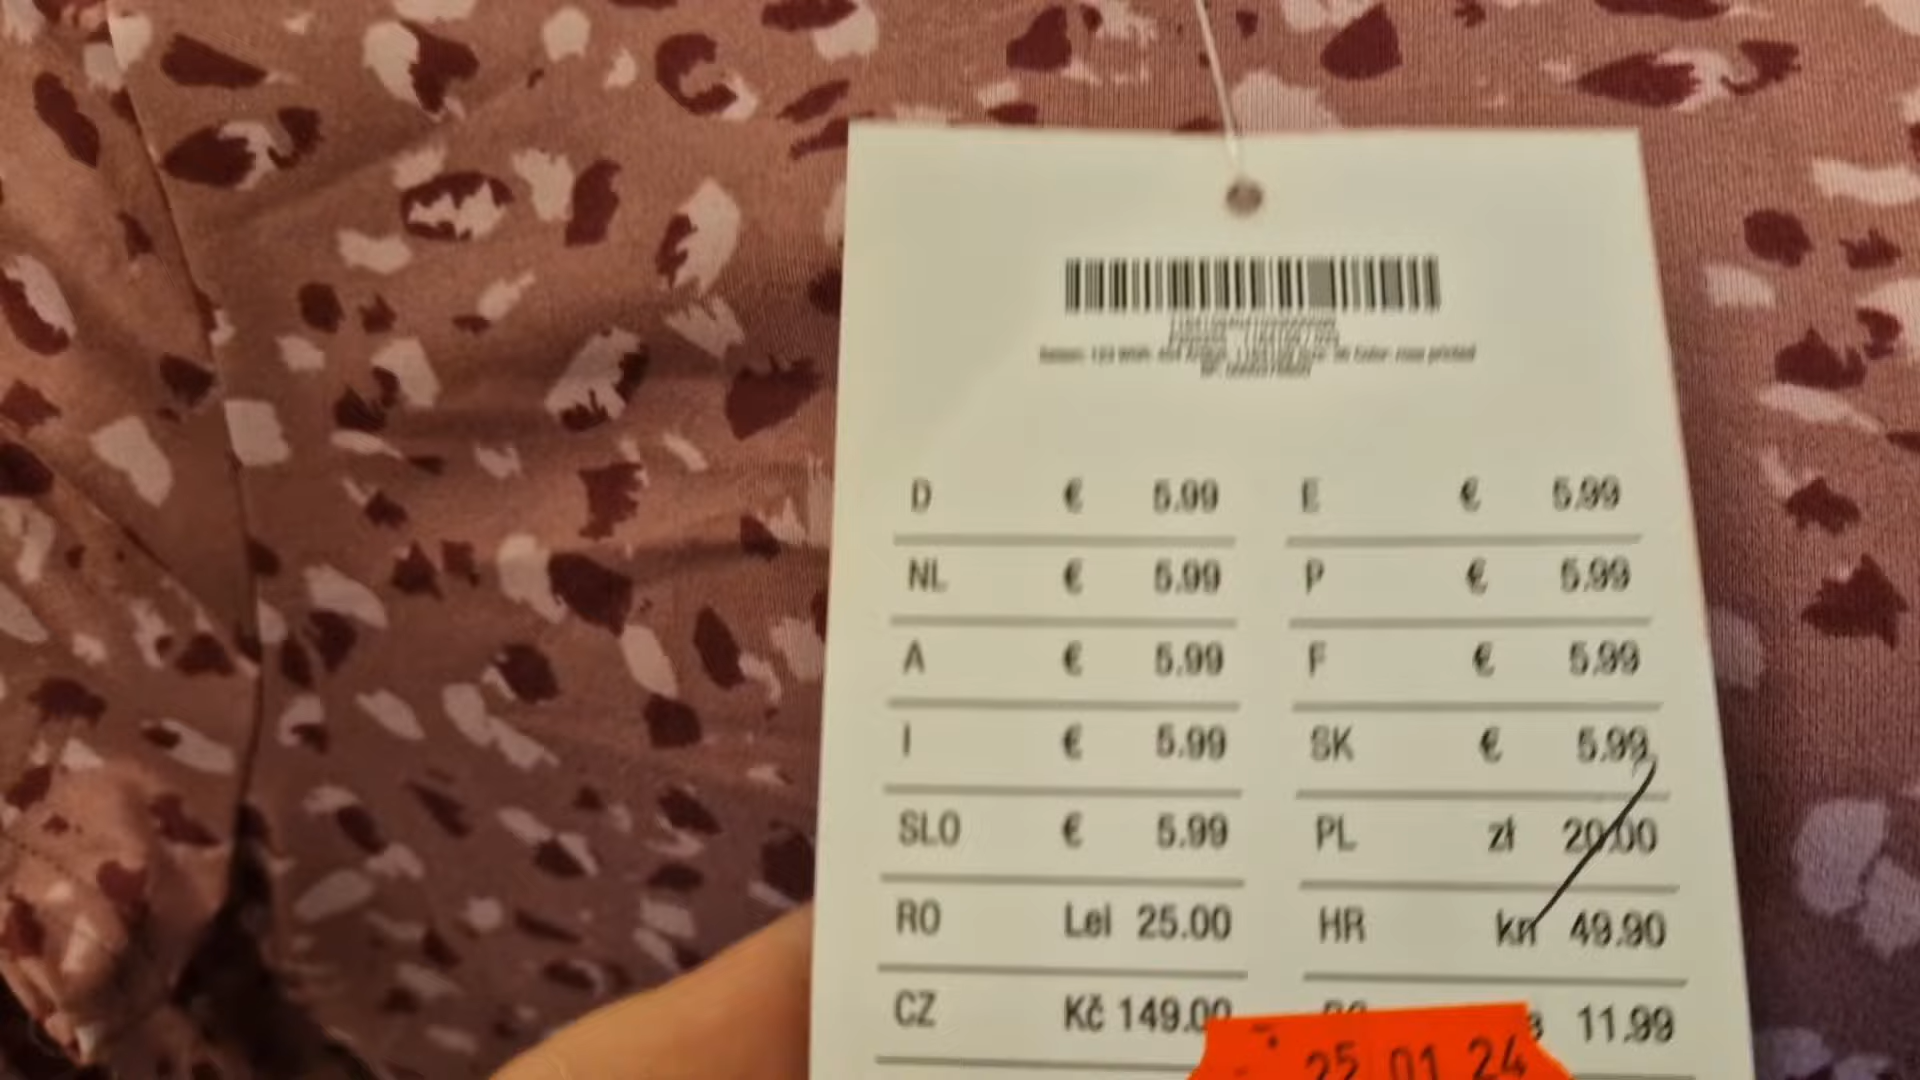 D € 5.99 E € 5.99
NL € 5.99 P € 5.99
A € 5.99 F € 5.99
I € 5.99 SK € 5.99
SLO € 5.99 PL zł 20.00
RO Lei 25.00 HR kn 49.90
CZ Kč 149.00 11.99
25 01 24